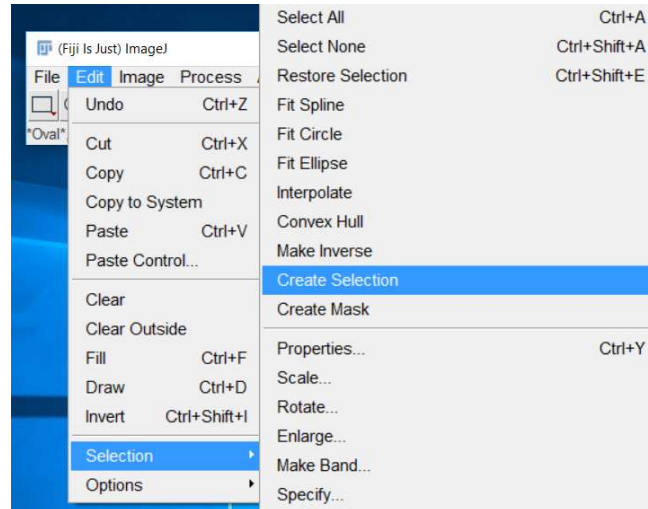 (Fiji Is Just) ImageJ
File Edit Image Process
*Oval*
Undo Ctrl+Z
Cut Ctrl+X
Copy Ctrl+C
Copy to System
Paste Ctrl+V
Paste Control...
Clear
Clear Outside
Fill Ctrl+F
Draw Ctrl+D
Invert Ctrl+Shift+I
Selection
Options
Select All Ctrl+A
Select None Ctrl+Shift+A
Restore Selection Ctrl+Shift+E
Fit Spline
Fit Circle
Fit Ellipse
Interpolate
Convex Hull
Make Inverse
Create Selection
Create Mask
Properties... Ctrl+Y
Scale...
Rotate...
Enlarge...
Make Band...
Specify...